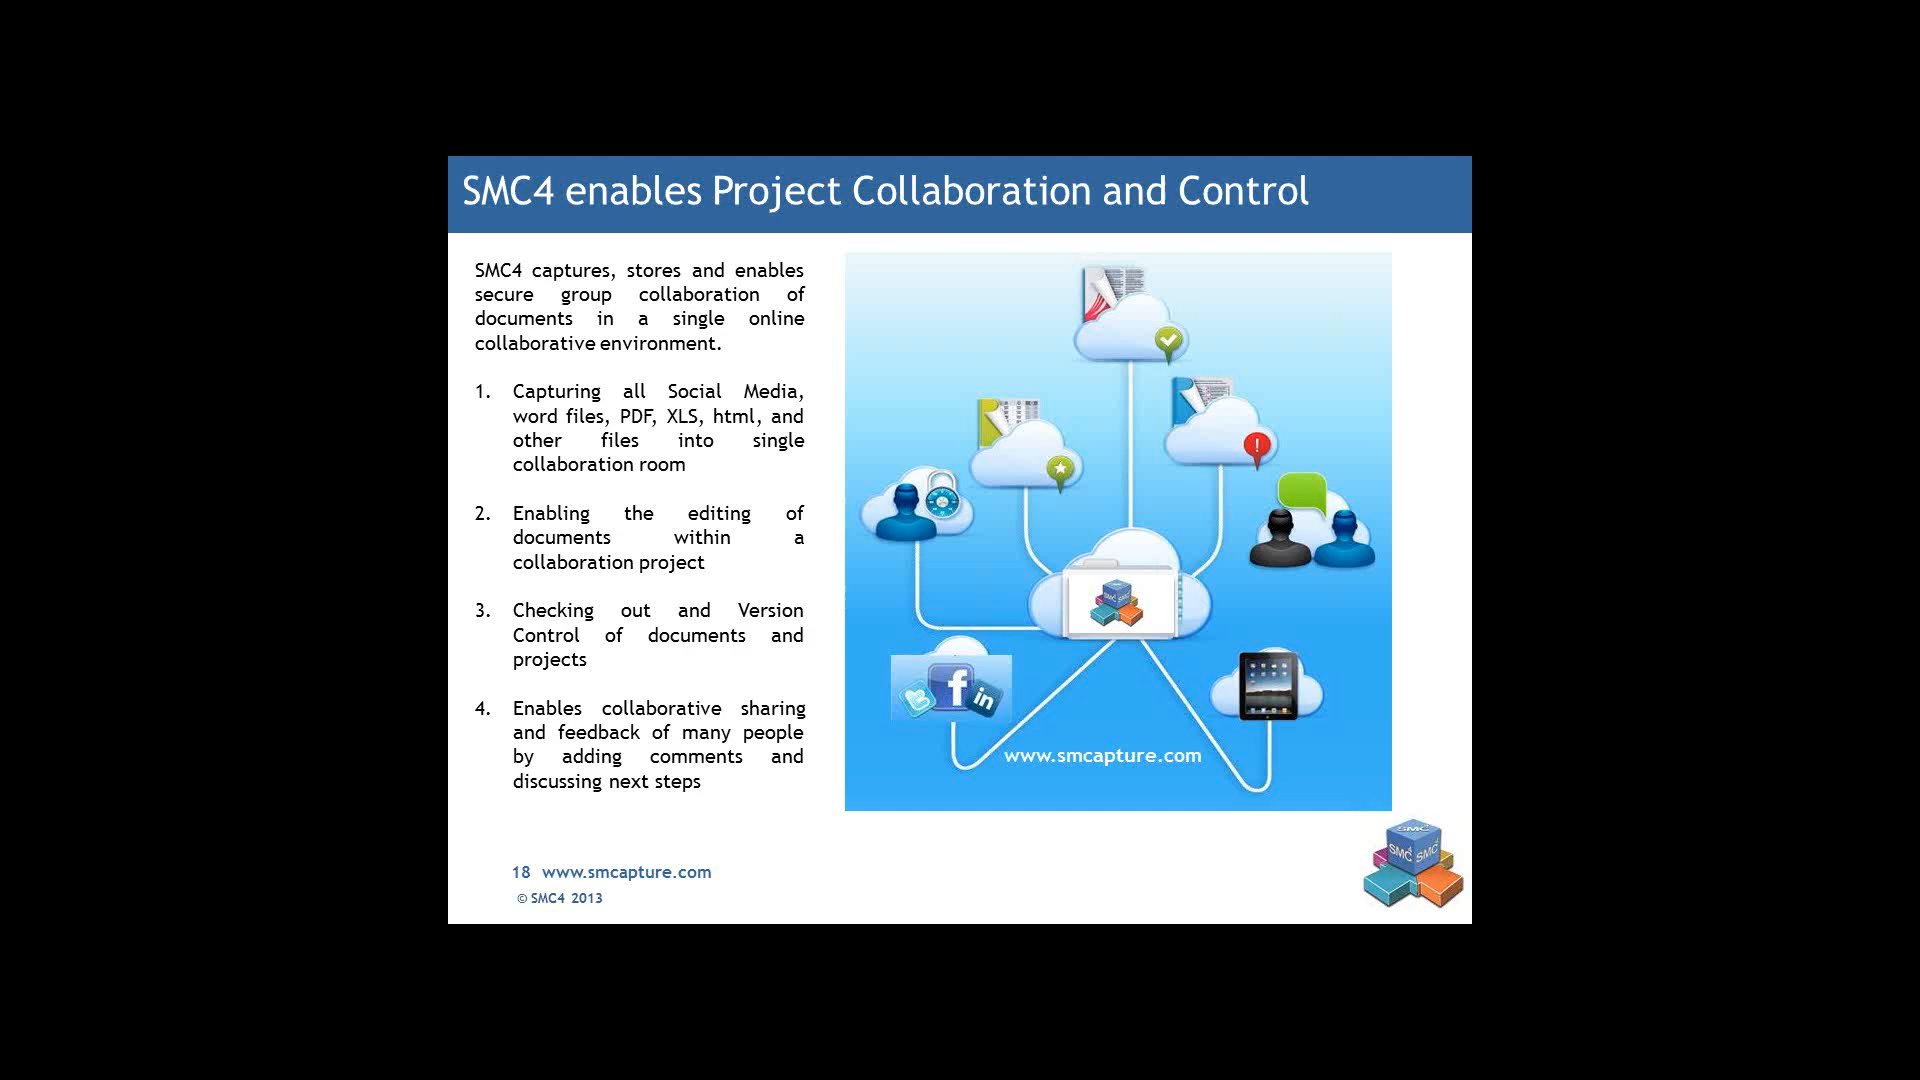 SMC4 enables Project Collaboration and Control
SMC4 captures, stores and enables
secure group collaboration of
documents in a single online
collaborative environment.
1. Capturing all Social Media,
word files, PDF, XLS, html, and
other files into single
collaboration room
2. Enabling the editing of
documents within a
collaboration project
3. Checking out and Version
Control of documents and
projects
4. Enables collaborative sharing
and feedback of many people
by adding comments and
discussing next steps
www.smcapture.com
18 www.smcapture.com
© SMC4 2013
SMC4
SMC4 SMC4